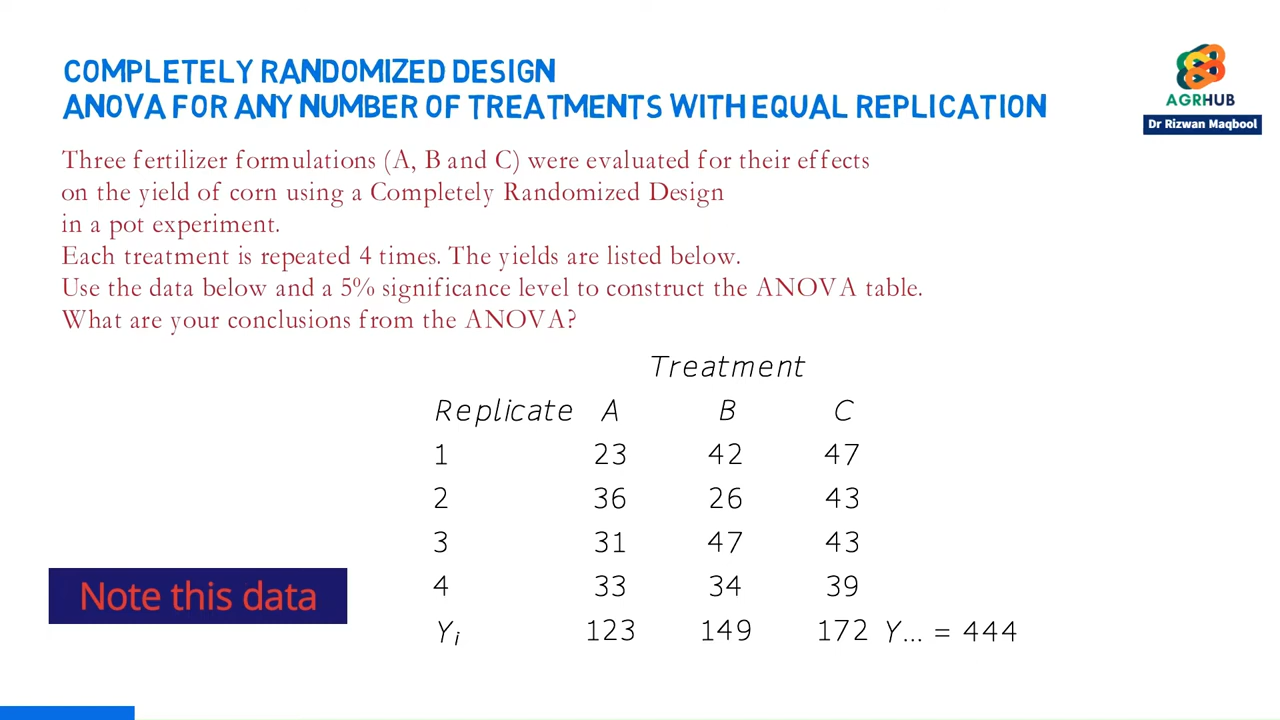 COMPLETELY RANDOMIZED DESIGN
ANOVA FOR ANY NUMBER OF TREATMENTS WITH EQUAL REPLICATION
AGRHUB
Dr Rizwan Maqbool
Three fertilizer formulations (A, B and C) were evaluated for their effects
on the yield of corn using a Completely Randomized Design
in a pot experiment.
Each treatment is repeated 4 times. The yields are listed below.
Use the data below and a 5% significance level to construct the ANOVA table.
What are your conclusions from the ANOVA?
Treatment
Replicate A B C
1 23 42 47
2 36 26 43
3 31 47 43
4 33 34 39
Yi 123 149 172 Y... = 444
Note this data